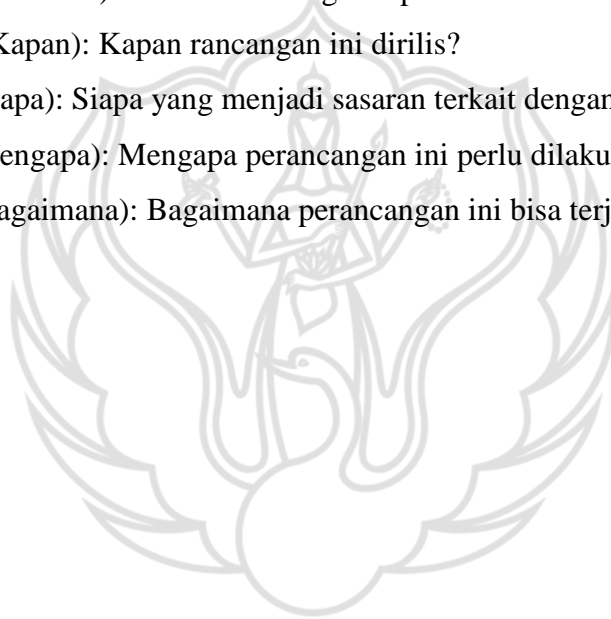 Kapan): Kapan rancangan ini dirilis?
apa): Siapa yang menjadi sasaran terkait dengan
engapa): Mengapa perancangan ini perlu dilaku
agaimana): Bagaimana perancangan ini bisa terj